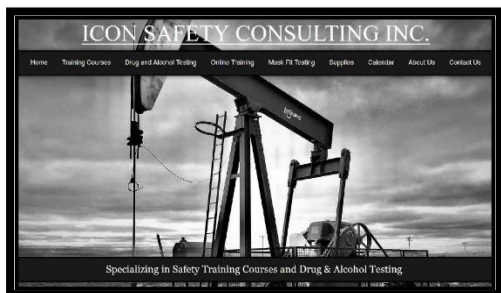 ICON SAFETY CONSULTING INC.
Home Training Courses Drug and Alcohol Testing Online Training Mask Fit Testing Supplies Calendar About Us Contact Us
Specializing in Safety Training Courses and Drug & Alcohol Testing